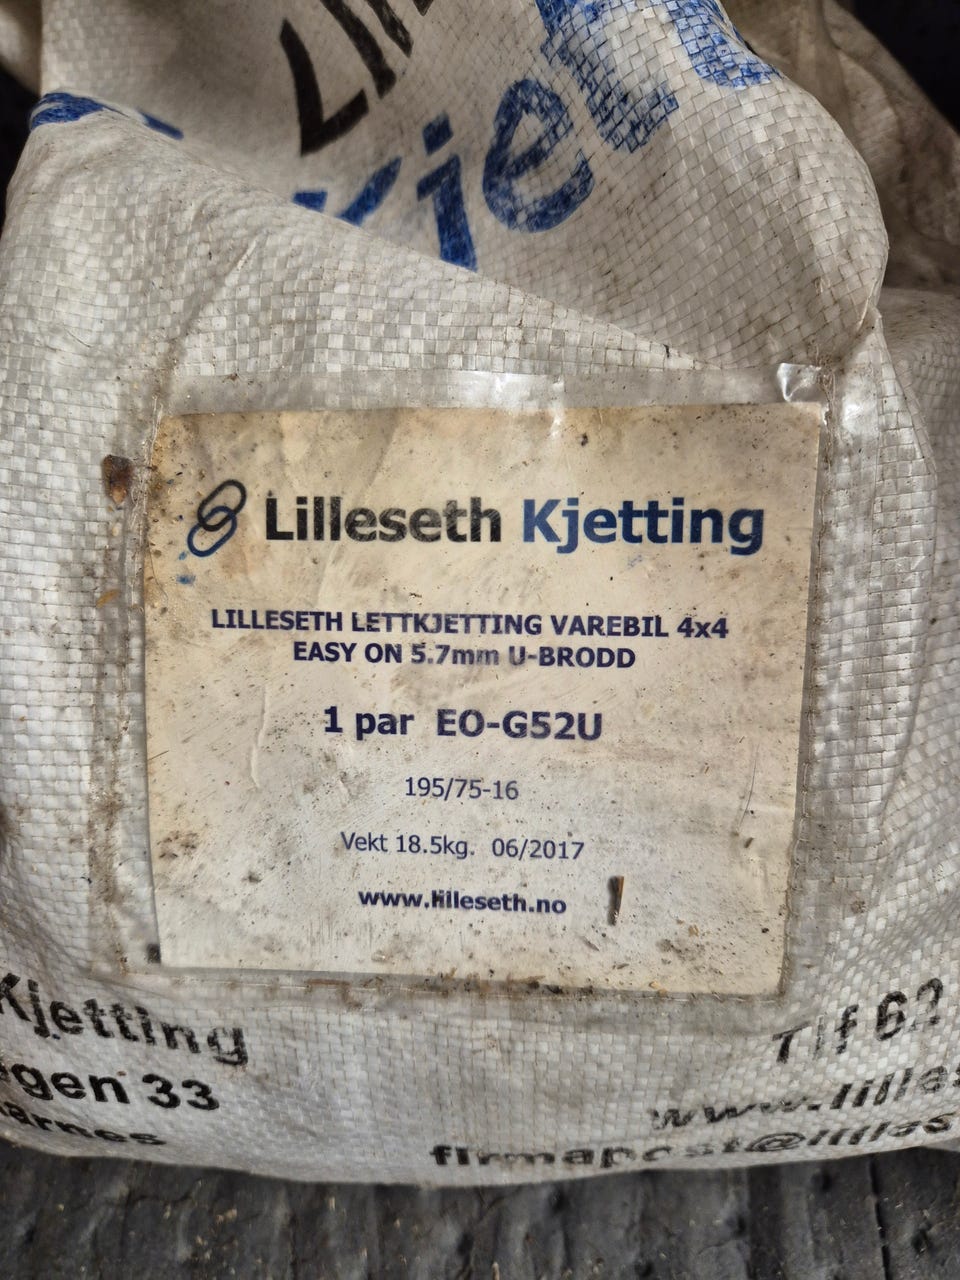 Lilleseth Kjetting
LILLESETH LETTKJETTING VAREBIL 4x4
EASY ON 5.7mm U-BRODD
1 par EO-G52U
195/75-16
Vekt 18.5kg. 06/2017
www.lilleseth.no
Kjetting
33
Tlf 62